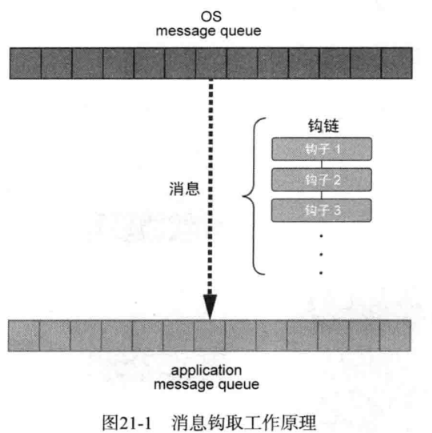 OS
message queue
钩链
钩子 1
消息
钩子 2
钩子 3
application
message queue
图21-1 消息钩取工作原理